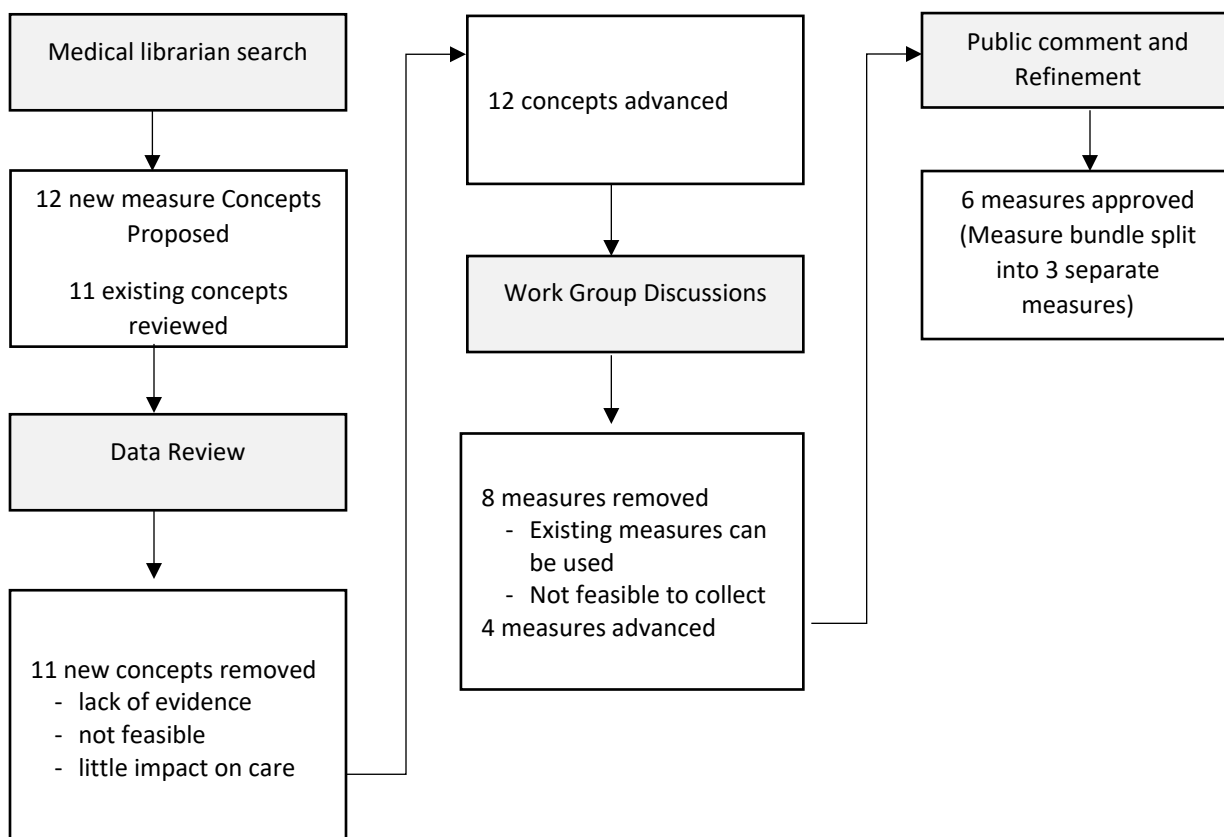 Medical librarian search
12 new measure Concepts
Proposed
11 existing concepts
reviewed
Data Review
11 new concepts removed
- lack of evidence
- not feasible
- little impact on care
12 concepts advanced
Work Group Discussions
8 measures removed
- Existing measures can
be used
- Not feasible to collect
4 measures advanced
Public comment and
Refinement
6 measures approved
(Measure bundle split
into 3 separate
measures)